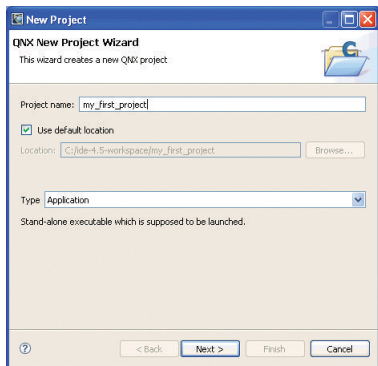 New Project
QNX New Project Wizard
This wizard creates a new QNX project
Project name: my_first_project
Use default location
Location: C:/ide-4.5-workspace/my_first_project Browse...
Type Application
Stand-alone executable which is supposed to be launched.
? < Back Next > Finish Cancel